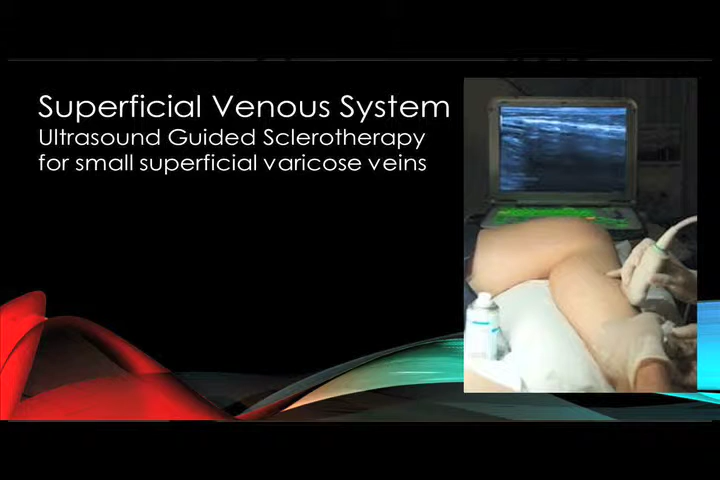 Superficial Venous System
Ultrasound Guided Sclerotherapy
for small superficial varicose veins